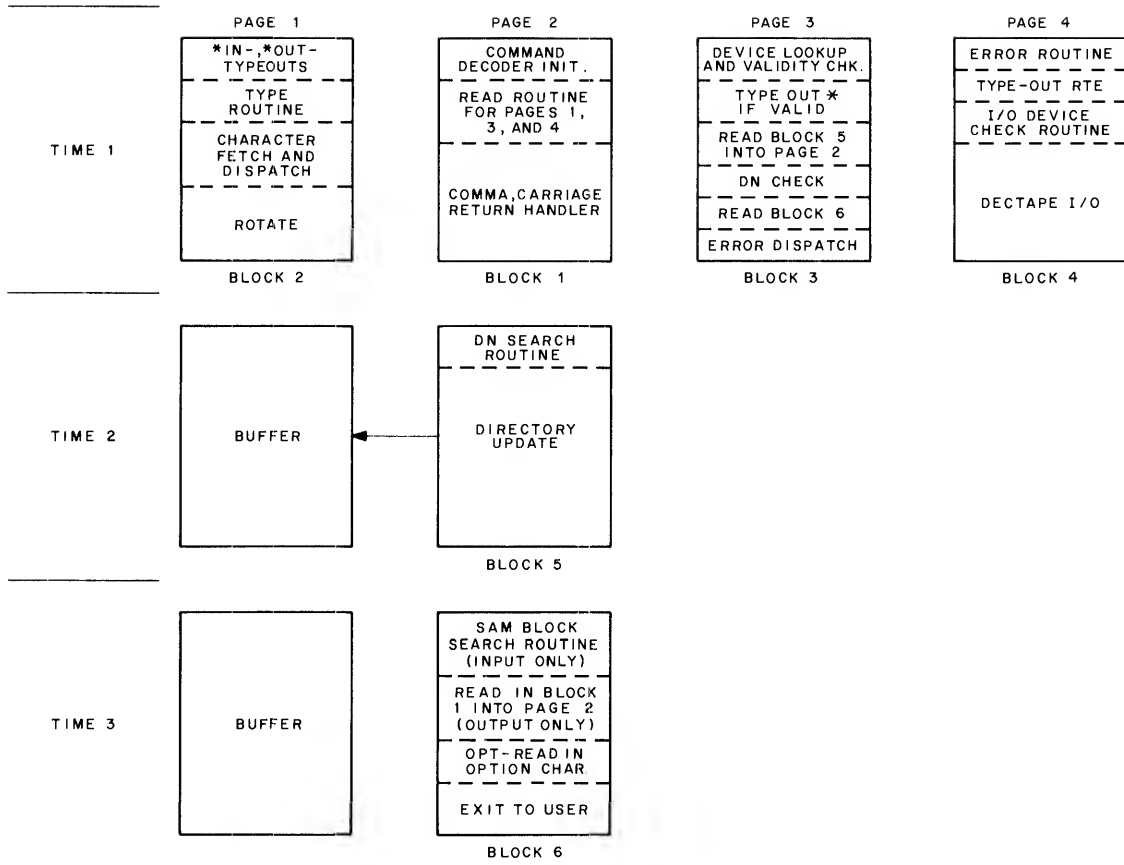 PAGE 1
PAGE 2
PAGE 3
PAGE 4
TIME 1
*IN-,*OUT-
TYPEOUTS
TYPE
ROUTINE
CHARACTER
FETCH AND
DISPATCH
ROTATE
BLOCK 2
COMMAND
DECODER INIT.
READ ROUTINE
FOR PAGES 1,
3, AND 4
COMMA,CARRIAGE
RETURN HANDLER
BLOCK 1
DEVICE LOOKUP
AND VALIDITY CHK.
TYPE OUT *
IF VALID
READ BLOCK 5
INTO PAGE 2
DN CHECK
READ BLOCK 6
ERROR DISPATCH
BLOCK 3
ERROR ROUTINE
TYPE-OUT RTE
I/O DEVICE
CHECK ROUTINE
DECTAPE I/O
BLOCK 4
TIME 2
BUFFER
DN SEARCH
ROUTINE
DIRECTORY
UPDATE
BLOCK 5
TIME 3
BUFFER
SAM BLOCK
SEARCH ROUTINE
(INPUT ONLY)
READ IN BLOCK
1 INTO PAGE 2
(OUTPUT ONLY)
OPT-READ IN
OPTION CHAR.
EXIT TO USER
BLOCK 6